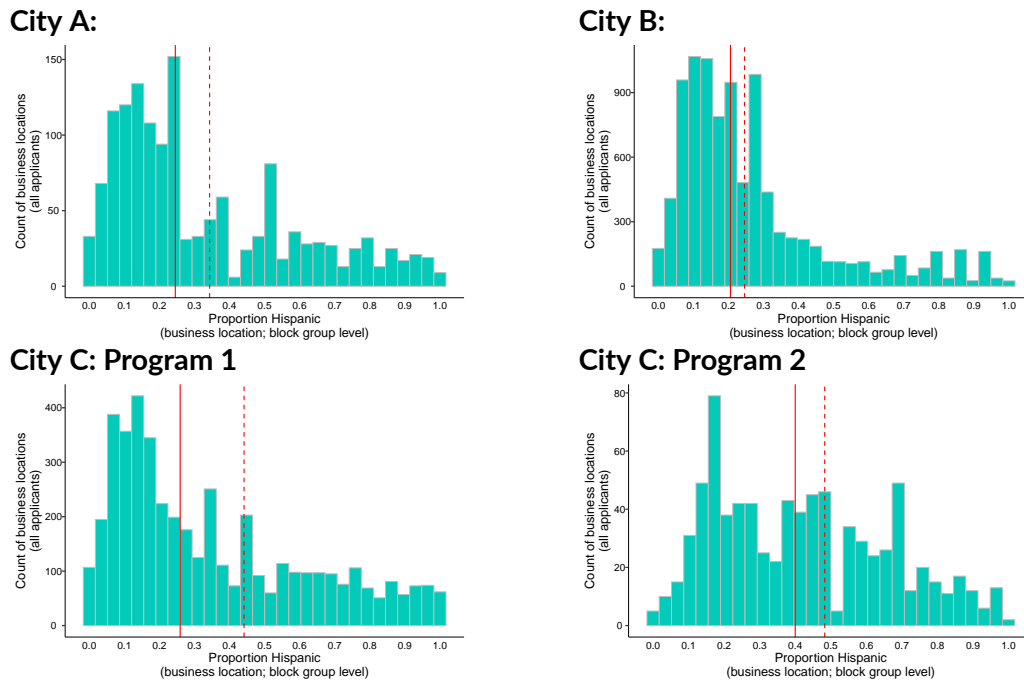 City A:
150
100
50
0
0.0 0.1 0.2 0.3 0.4 0.5 0.6 0.7 0.8 0.9 1.0
Count of business locations
(all applicants)
Proportion Hispanic
(business location; block group level)
City B:
900
600
300
0
0.0 0.1 0.2 0.3 0.4 0.5 0.6 0.7 0.8 0.9 1.0
Count of business locations
(all applicants)
Proportion Hispanic
(business location; block group level)
City C: Program 1
400
300
200
100
0
0.0 0.1 0.2 0.3 0.4 0.5 0.6 0.7 0.8 0.9 1.0
Count of business locations
(all applicants)
Proportion Hispanic
(business location; block group level)
City C: Program 2
80
60
40
20
0
0.0 0.1 0.2 0.3 0.4 0.5 0.6 0.7 0.8 0.9 1.0
Count of business locations
(all applicants)
Proportion Hispanic
(business location; block group level)